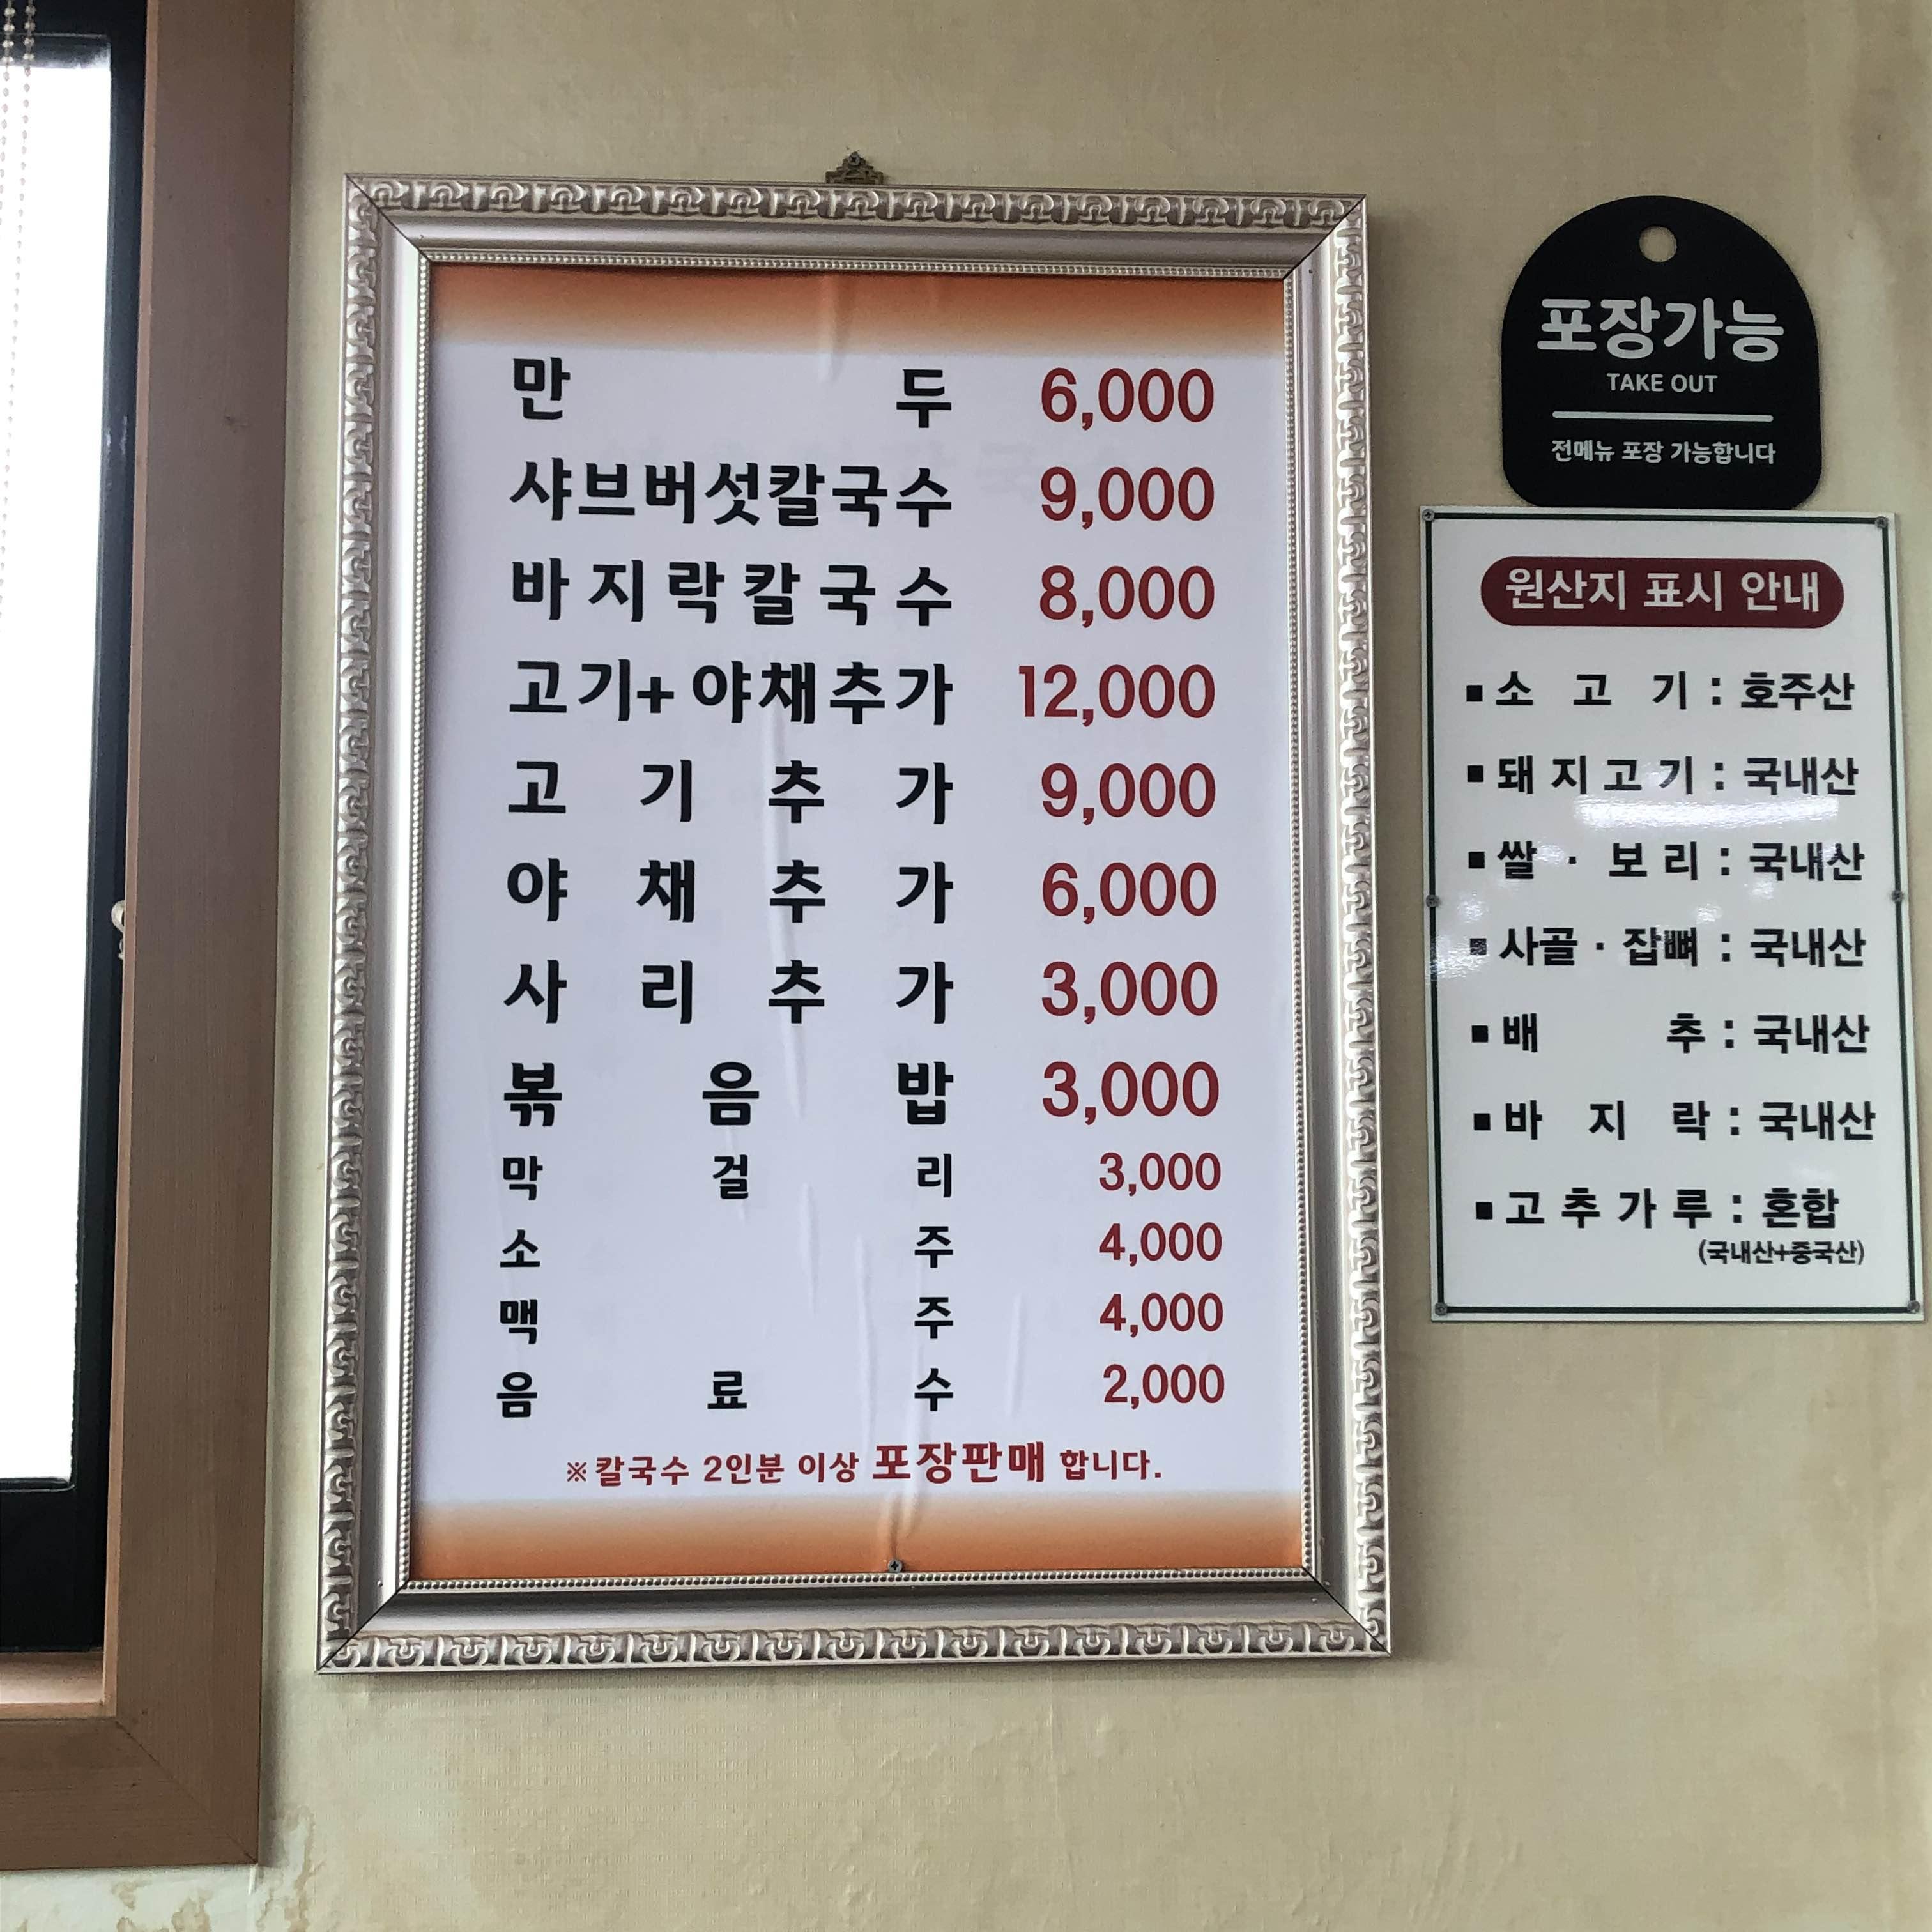 만두 6,000
샤브버섯칼국수 9,000
바지락칼국수 8,000
고기+야채추가 12,000
고기추가 9,000
야채추가 6,000
사리추가 3,000
볶음밥 3,000
막걸리 3,000
소주 4,000
맥주 4,000
음료수 2,000
※칼국수 2인분 이상 포장판매 합니다.
포장가능
TAKE OUT
전메뉴 포장 가능합니다
원산지 표시 안내
▪소고기 : 호주산
▪돼지고기 : 국내산
▪쌀 · 보리 : 국내산
▪사골 · 잡뼈 : 국내산
▪배추 : 국내산
▪바지락 : 국내산
▪고추가루 : 혼합
(국내산+중국산)